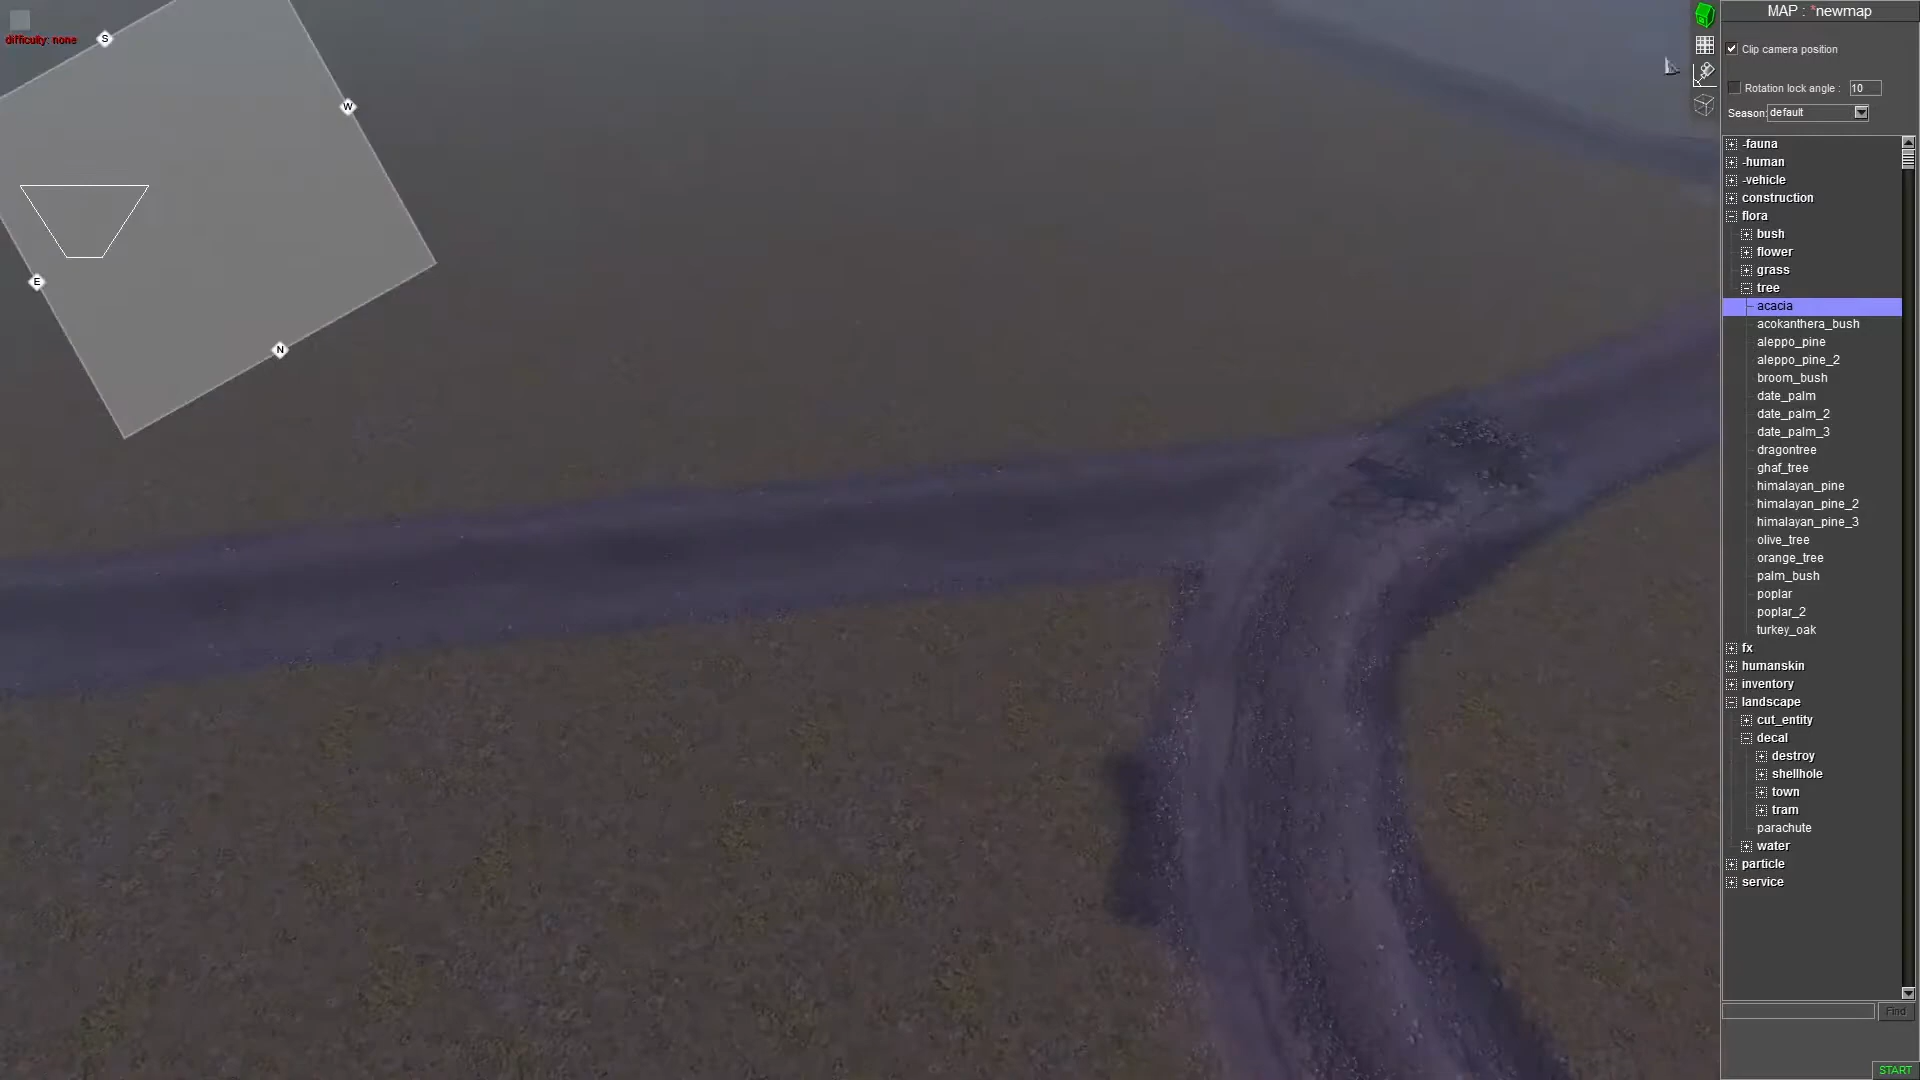 MAP : *newmap
difficulty: none
S
W
E
N
Clip camera position
Rotation lock angle : 10
Season: default
-fauna
-human
-vehicle
construction
flora
bush
flower
grass
tree
acacia
acokanthera_bush
aleppo_pine
aleppo_pine_2
broom_bush
date_palm
date_palm_2
date_palm_3
dragontree
ghaf_tree
himalayan_pine
himalayan_pine_2
himalayan_pine_3
olive_tree
orange_tree
palm_bush
poplar
poplar_2
turkey_oak
fx
humanskin
inventory
landscape
cut_entity
decal
destroy
shellhole
town
tram
parachute
water
particle
service
Find
START